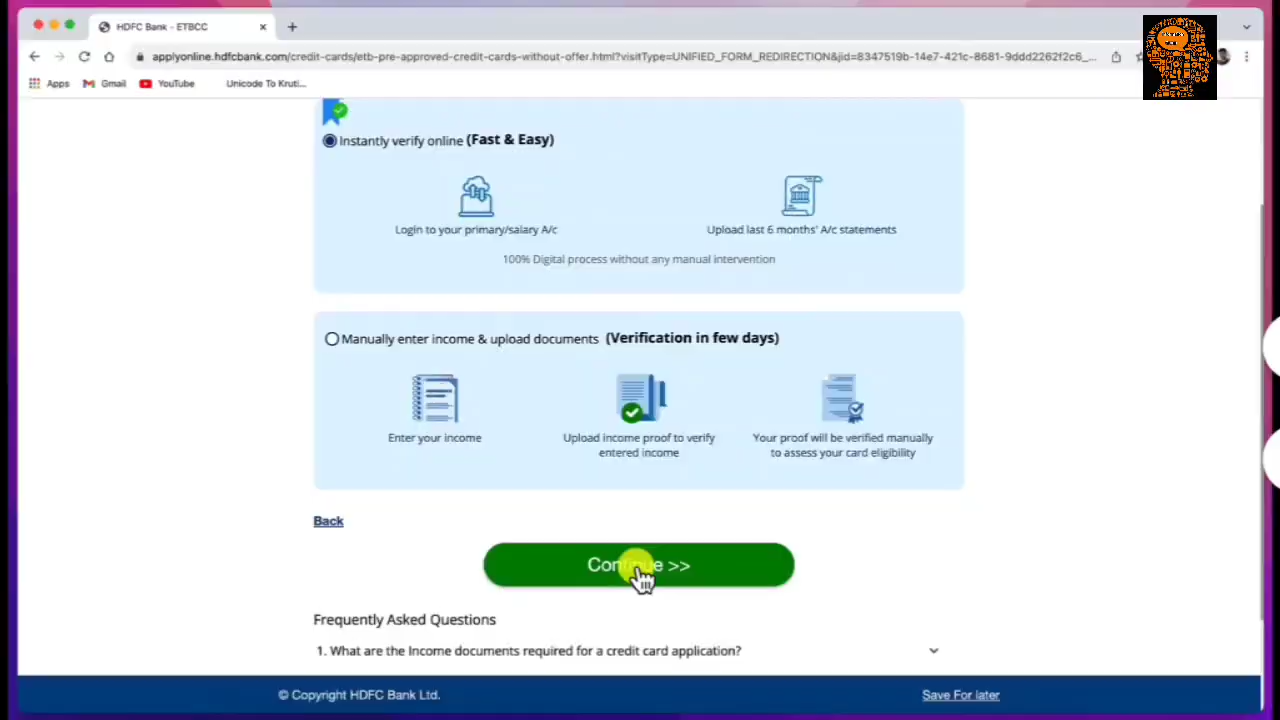 HDFC Bank - ETBCC
applyonline.hdfcbank.com/credit-cards/etb-pre-approved-credit-cards-without-offer.html?visitType=UNIFIED_FORM_REDIRECTION&jid=8347519b-14e7-421c-8681-9ddd2262f2c6_...
Apps Gmail YouTube Unicode To Kruti...
Instantly verify online (Fast & Easy)
Login to your primary/salary A/c
Upload last 6 months' A/c statements
100% Digital process without any manual intervention
Manually enter income & upload documents (Verification in few days)
Enter your income
Upload income proof to verify
entered income
Your proof will be verified manually
to assess your card eligibility
Back
Continue >>
Frequently Asked Questions
1. What are the Income documents required for a credit card application?
© Copyright HDFC Bank Ltd.
Save For later